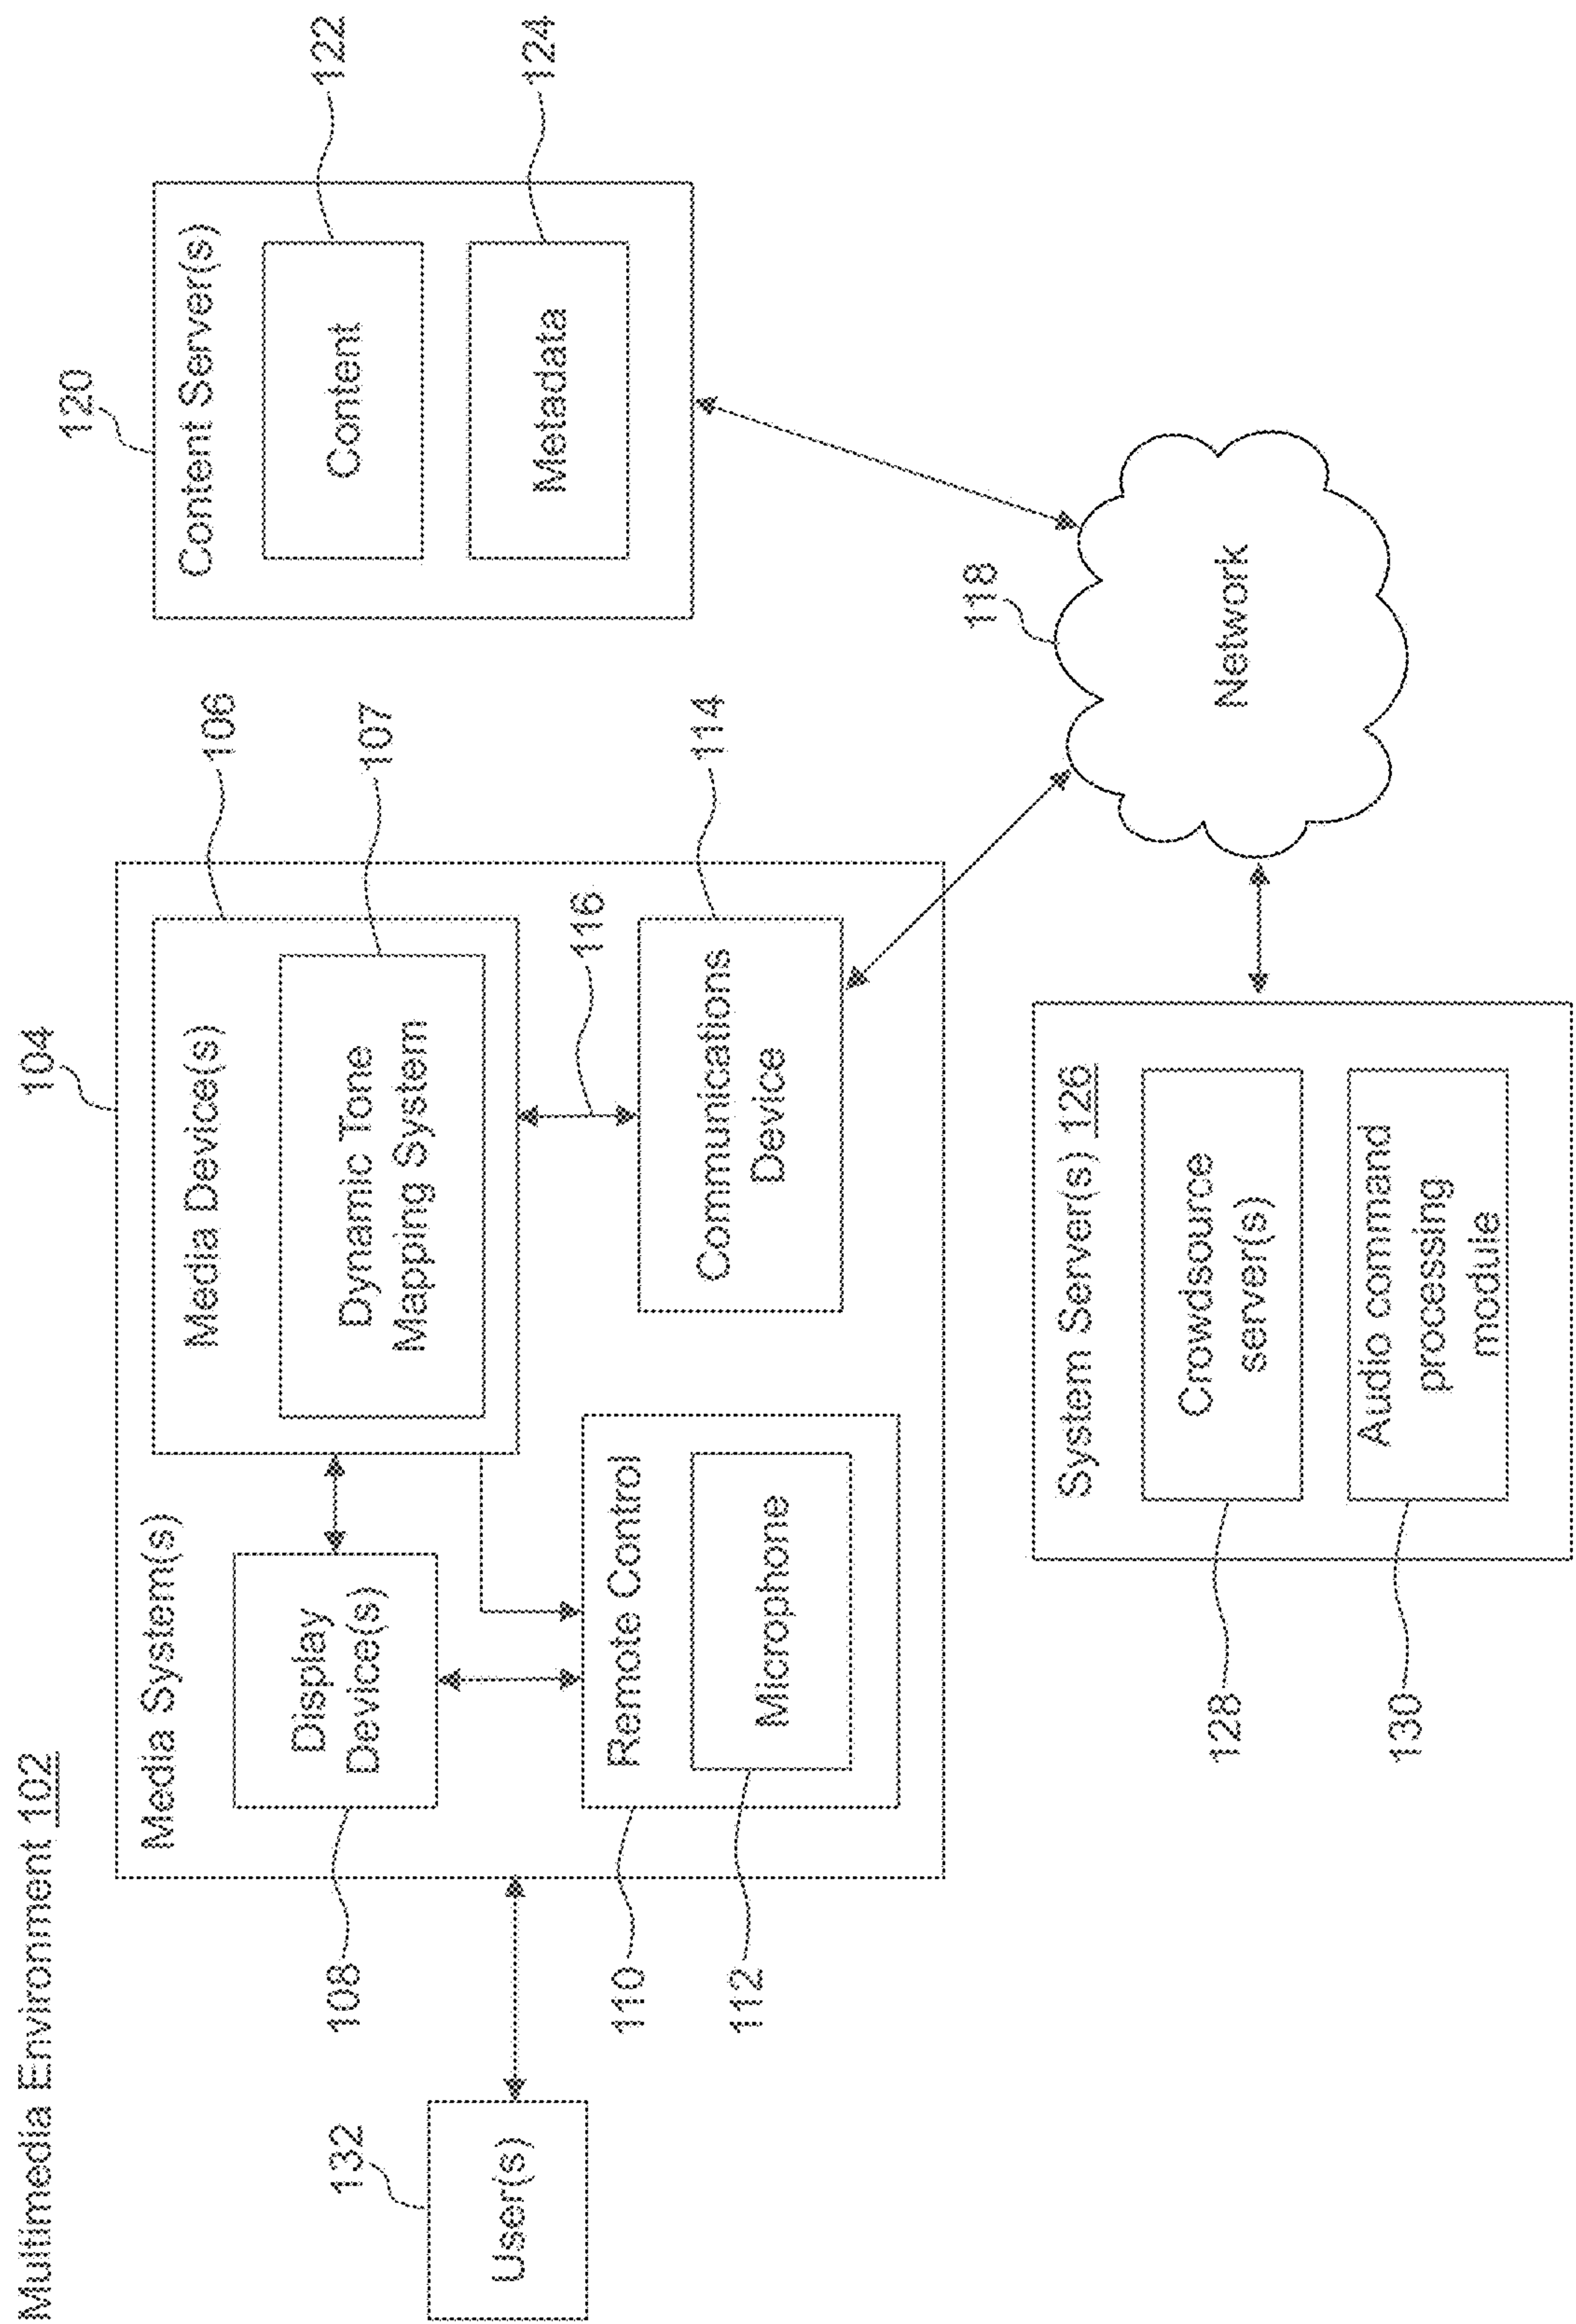 Multimedia Environment 102
104
Media System(s)
106
Media Device(s)
107
Dynamic Tone
Mapping System
108
Display
Device(s)
110
Remote Control
112
Microphone
116
114
Communications
Device
132
User(s)
120
Content Server(s)
122
Content
124
Metadata
118
Network
System Server(s) 126
128
Crowdsource
server(s)
130
Audio command
processing
module